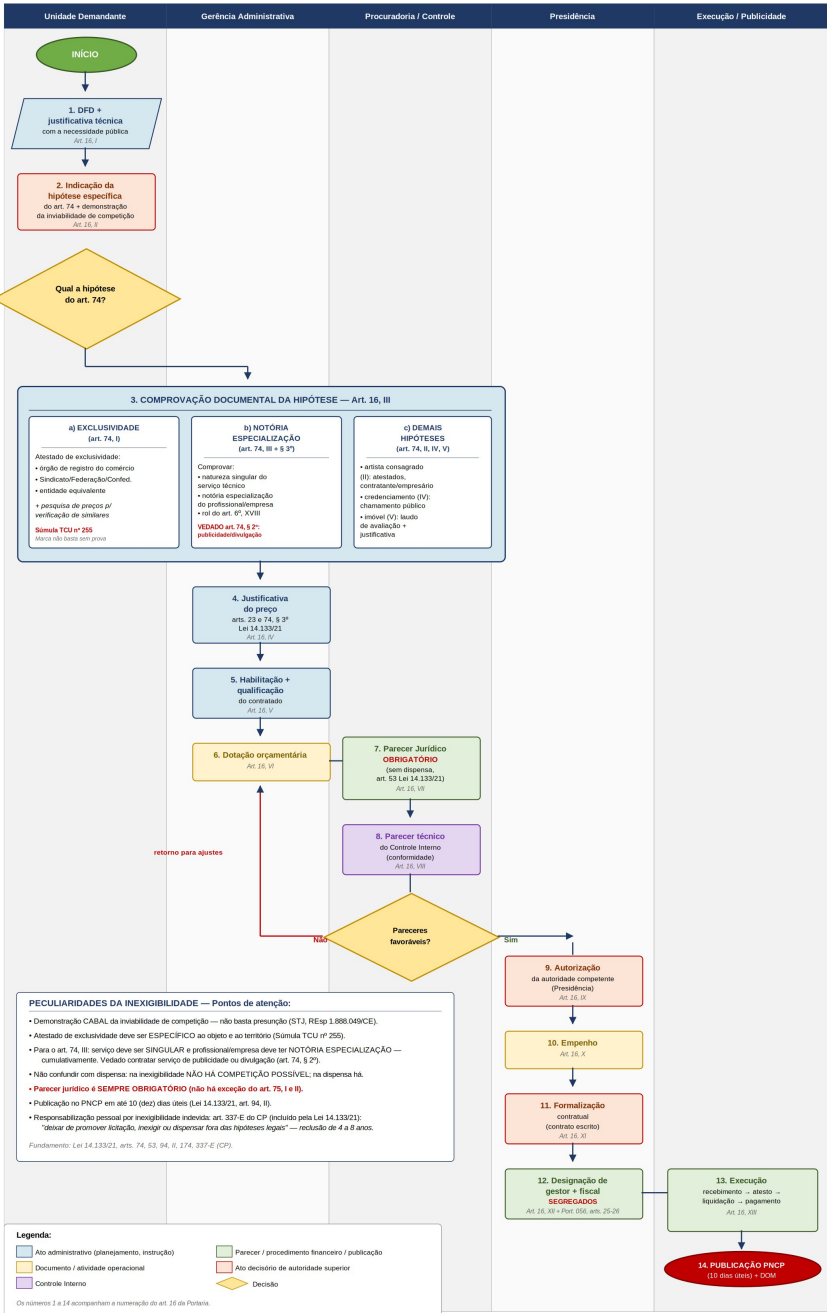 Unidade Demandante
Gerência Administrativa
Procuradoria / Controle
Presidência
Execução / Publicidade
INÍCIO
1. DFD +
justificativa técnica
com a necessidade pública
Art. 16, I
2. Indicação da
hipótese específica
do art. 74 + demonstração
da inviabilidade de competição
Art. 16, II
Qual a hipótese
do art. 74?
3. COMPROVAÇÃO DOCUMENTAL DA HIPÓTESE — Art. 16, III
a) EXCLUSIVIDADE
(art. 74, I)
Atestado de exclusividade:
• órgão de registro do comércio
• Sindicato/Federação/Confed.
• entidade equivalente
+ pesquisa de preços p/
verificação de similares
Súmula TCU nº 255
Marca não basta sem prova
b) NOTÓRIA
ESPECIALIZAÇÃO
(art. 74, III + § 3º)
Comprovar:
• natureza singular do
serviço técnico
• notória especialização
do profissional/empresa
• rol do art. 6º, XVIII
VEDADO art. 74, § 2º:
publicidade/divulgação
c) DEMAIS
HIPÓTESES
(art. 74, II, IV, V)
• artista consagrado
(II): atestados,
contratante/empresário
• credenciamento (IV):
chamamento público
• imóvel (V): laudo
de avaliação +
justificativa
4. Justificativa
do preço
arts. 23 e 74, § 3º
Lei 14.133/21
Art. 16, IV
5. Habilitação +
qualificação
do contratado
Art. 16, V
6. Dotação orçamentária
Art. 16, VI
7. Parecer Jurídico
OBRIGATÓRIO
(sem dispensa,
art. 53 Lei 14.133/21)
Art. 16, VII
8. Parecer técnico
do Controle Interno
(conformidade)
Art. 16, VIII
retorno para ajustes
Pareceres
favoráveis?
Não
Sim
9. Autorização
da autoridade competente
(Presidência)
Art. 16, IX
10. Empenho
Art. 16, X
11. Formalização
contratual
(contrato escrito)
Art. 16, XI
12. Designação de
gestor + fiscal
SEGREGADOS
Art. 16, XII + Port. 056, arts. 25-26
13. Execução
recebimento → atesto →
liquidação → pagamento
Art. 16, XIII
14. PUBLICAÇÃO PNCP
(10 dias úteis) + DOM
PECULIARIDADES DA INEXIGIBILIDADE — Pontos de atenção:
• Demonstração CABAL da inviabilidade de competição — não basta presunção (STJ, REsp 1.888.049/CE).
• Atestado de exclusividade deve ser ESPECÍFICO ao objeto e ao território (Súmula TCU nº 255).
• Para o art. 74, III: serviço deve ser SINGULAR e profissional/empresa deve ter NOTÓRIA ESPECIALIZAÇÃO —
cumulativamente. Vedado contratar serviço de publicidade ou divulgação (art. 74, § 2º).
• Não confundir com dispensa: na inexigibilidade NÃO HÁ COMPETIÇÃO POSSÍVEL; na dispensa há.
• Parecer jurídico é SEMPRE OBRIGATÓRIO (não há exceção do art. 75, I e II).
• Publicação no PNCP em até 10 (dez) dias úteis (Lei 14.133/21, art. 94, II).
• Responsabilização pessoal por inexigibilidade indevida: art. 337-E do CP (incluído pela Lei 14.133/21):
"deixar de promover licitação, inexigir ou dispensar fora das hipóteses legais" — reclusão de 4 a 8 anos.
Fundamento: Lei 14.133/21, arts. 74, 53, 94, II, 174, 337-E (CP).
Legenda:
Ato administrativo (planejamento, instrução)
Parecer / procedimento financeiro / publicação
Documento / atividade operacional
Ato decisório de autoridade superior
Controle Interno
Decisão
Os números 1 a 14 acompanham a numeração do art. 16 da Portaria.